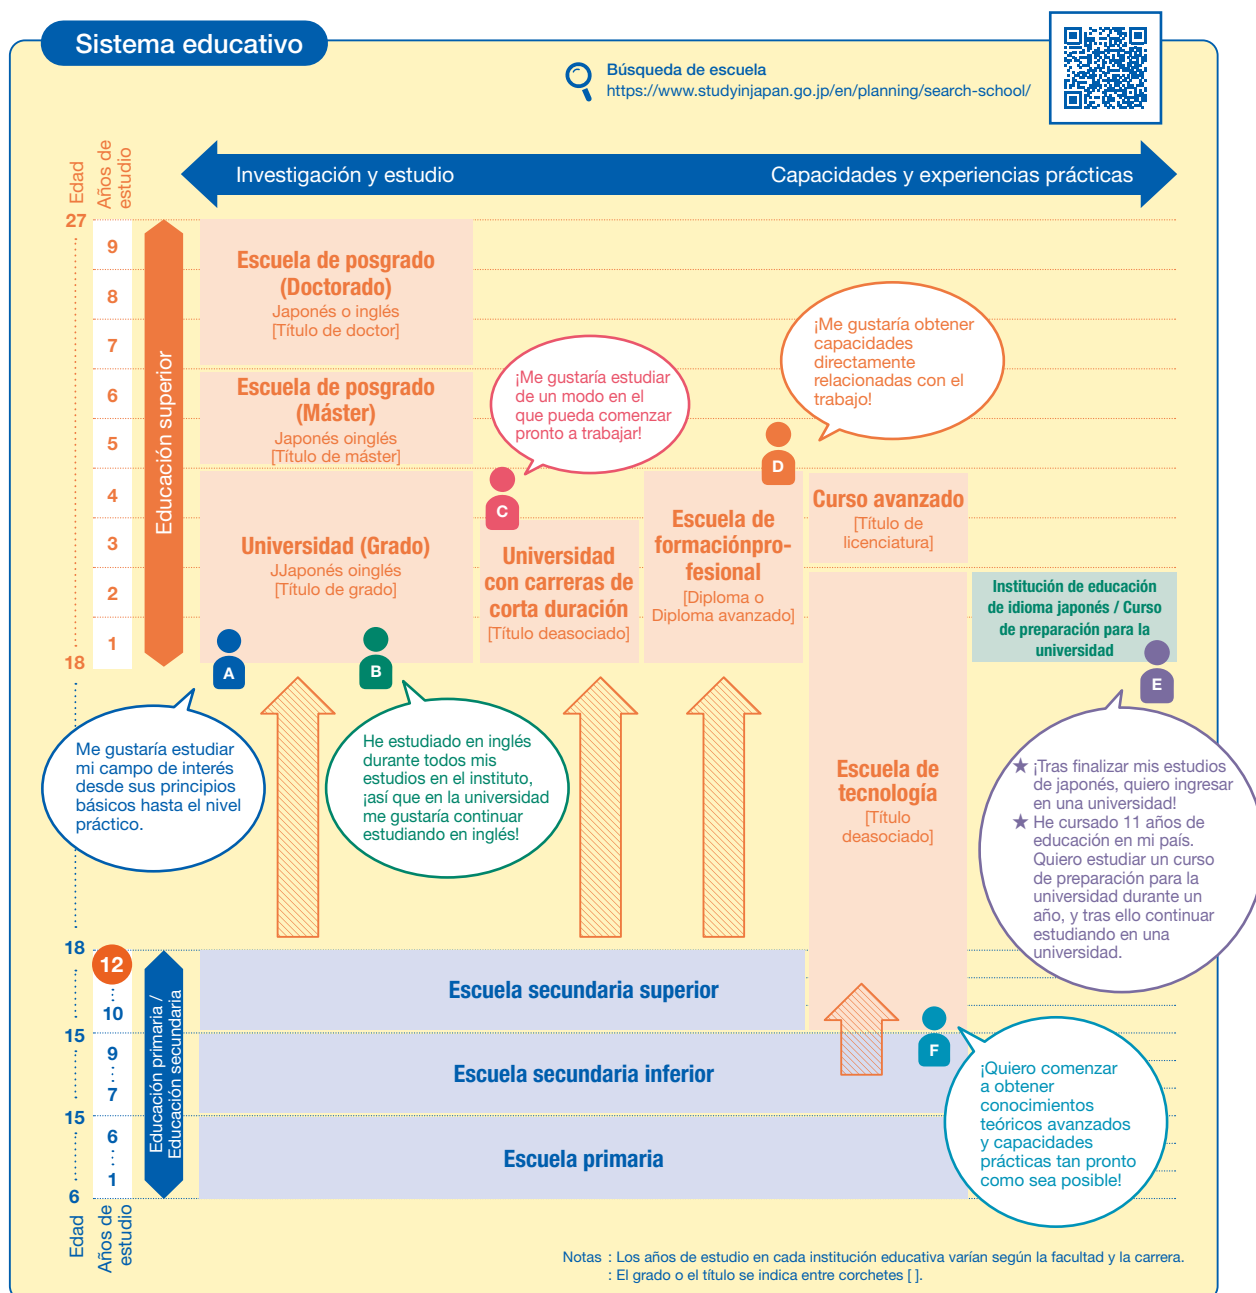 Sistema educativo
Búsqueda de escuela
https://www.studyinjapan.go.jp/en/planning/search-school/
Edad
Años de
estudio
Investigación y estudio
Capacidades y experiencias prácticas
27
9
8
7
6
5
4
3
2
1
18
Educación superior
Escuela de posgrado
(Doctorado)
Japonés o inglés
[Título de doctor]
Escuela de posgrado
(Máster)
Japonés oinglés
[Título de máster]
Universidad (Grado)
JJaponés oinglés
[Título de grado]
¡Me gustaría estudiar
de un modo en el
que pueda comenzar
pronto a trabajar!
C
Universidad
con carreras de
corta duración
[Título deasociado]
¡Me gustaría obtener
capacidades
directamente
relacionadas con el
trabajo!
D
Escuela de
formaciónpro-
fesional
[Diploma o
Diploma avanzado]
Curso avanzado
[Título de
licenciatura]
Institución de educación
de idioma japonés / Curso
de preparación para la
universidad
A
B
E
Me gustaría estudiar
mi campo de interés
desde sus principios
básicos hasta el nivel
práctico.
He estudiado en inglés
durante todos mis
estudios en el instituto,
¡así que en la universidad
me gustaría continuar
estudiando en inglés!
Escuela de
tecnología
[Título
deasociado]
★ ¡Tras finalizar mis estudios
de japonés, quiero ingresar
en una universidad!
★ He cursado 11 años de
educación en mi país.
Quiero estudiar un curso
de preparación para la
universidad durante un
año, y tras ello continuar
estudiando en una
universidad.
18
12
10
15
9
7
15
6
1
6
Educación primaria /
Educación secundaria
Escuela secundaria superior
Escuela secundaria inferior
Escuela primaria
F
¡Quiero comenzar
a obtener
conocimientos
teóricos avanzados
y capacidades
prácticas tan pronto
como sea posible!
Edad
Años de
estudio
Notas : Los años de estudio en cada institución educativa varían según la facultad y la carrera.
: El grado o el título se indica entre corchetes [ ].